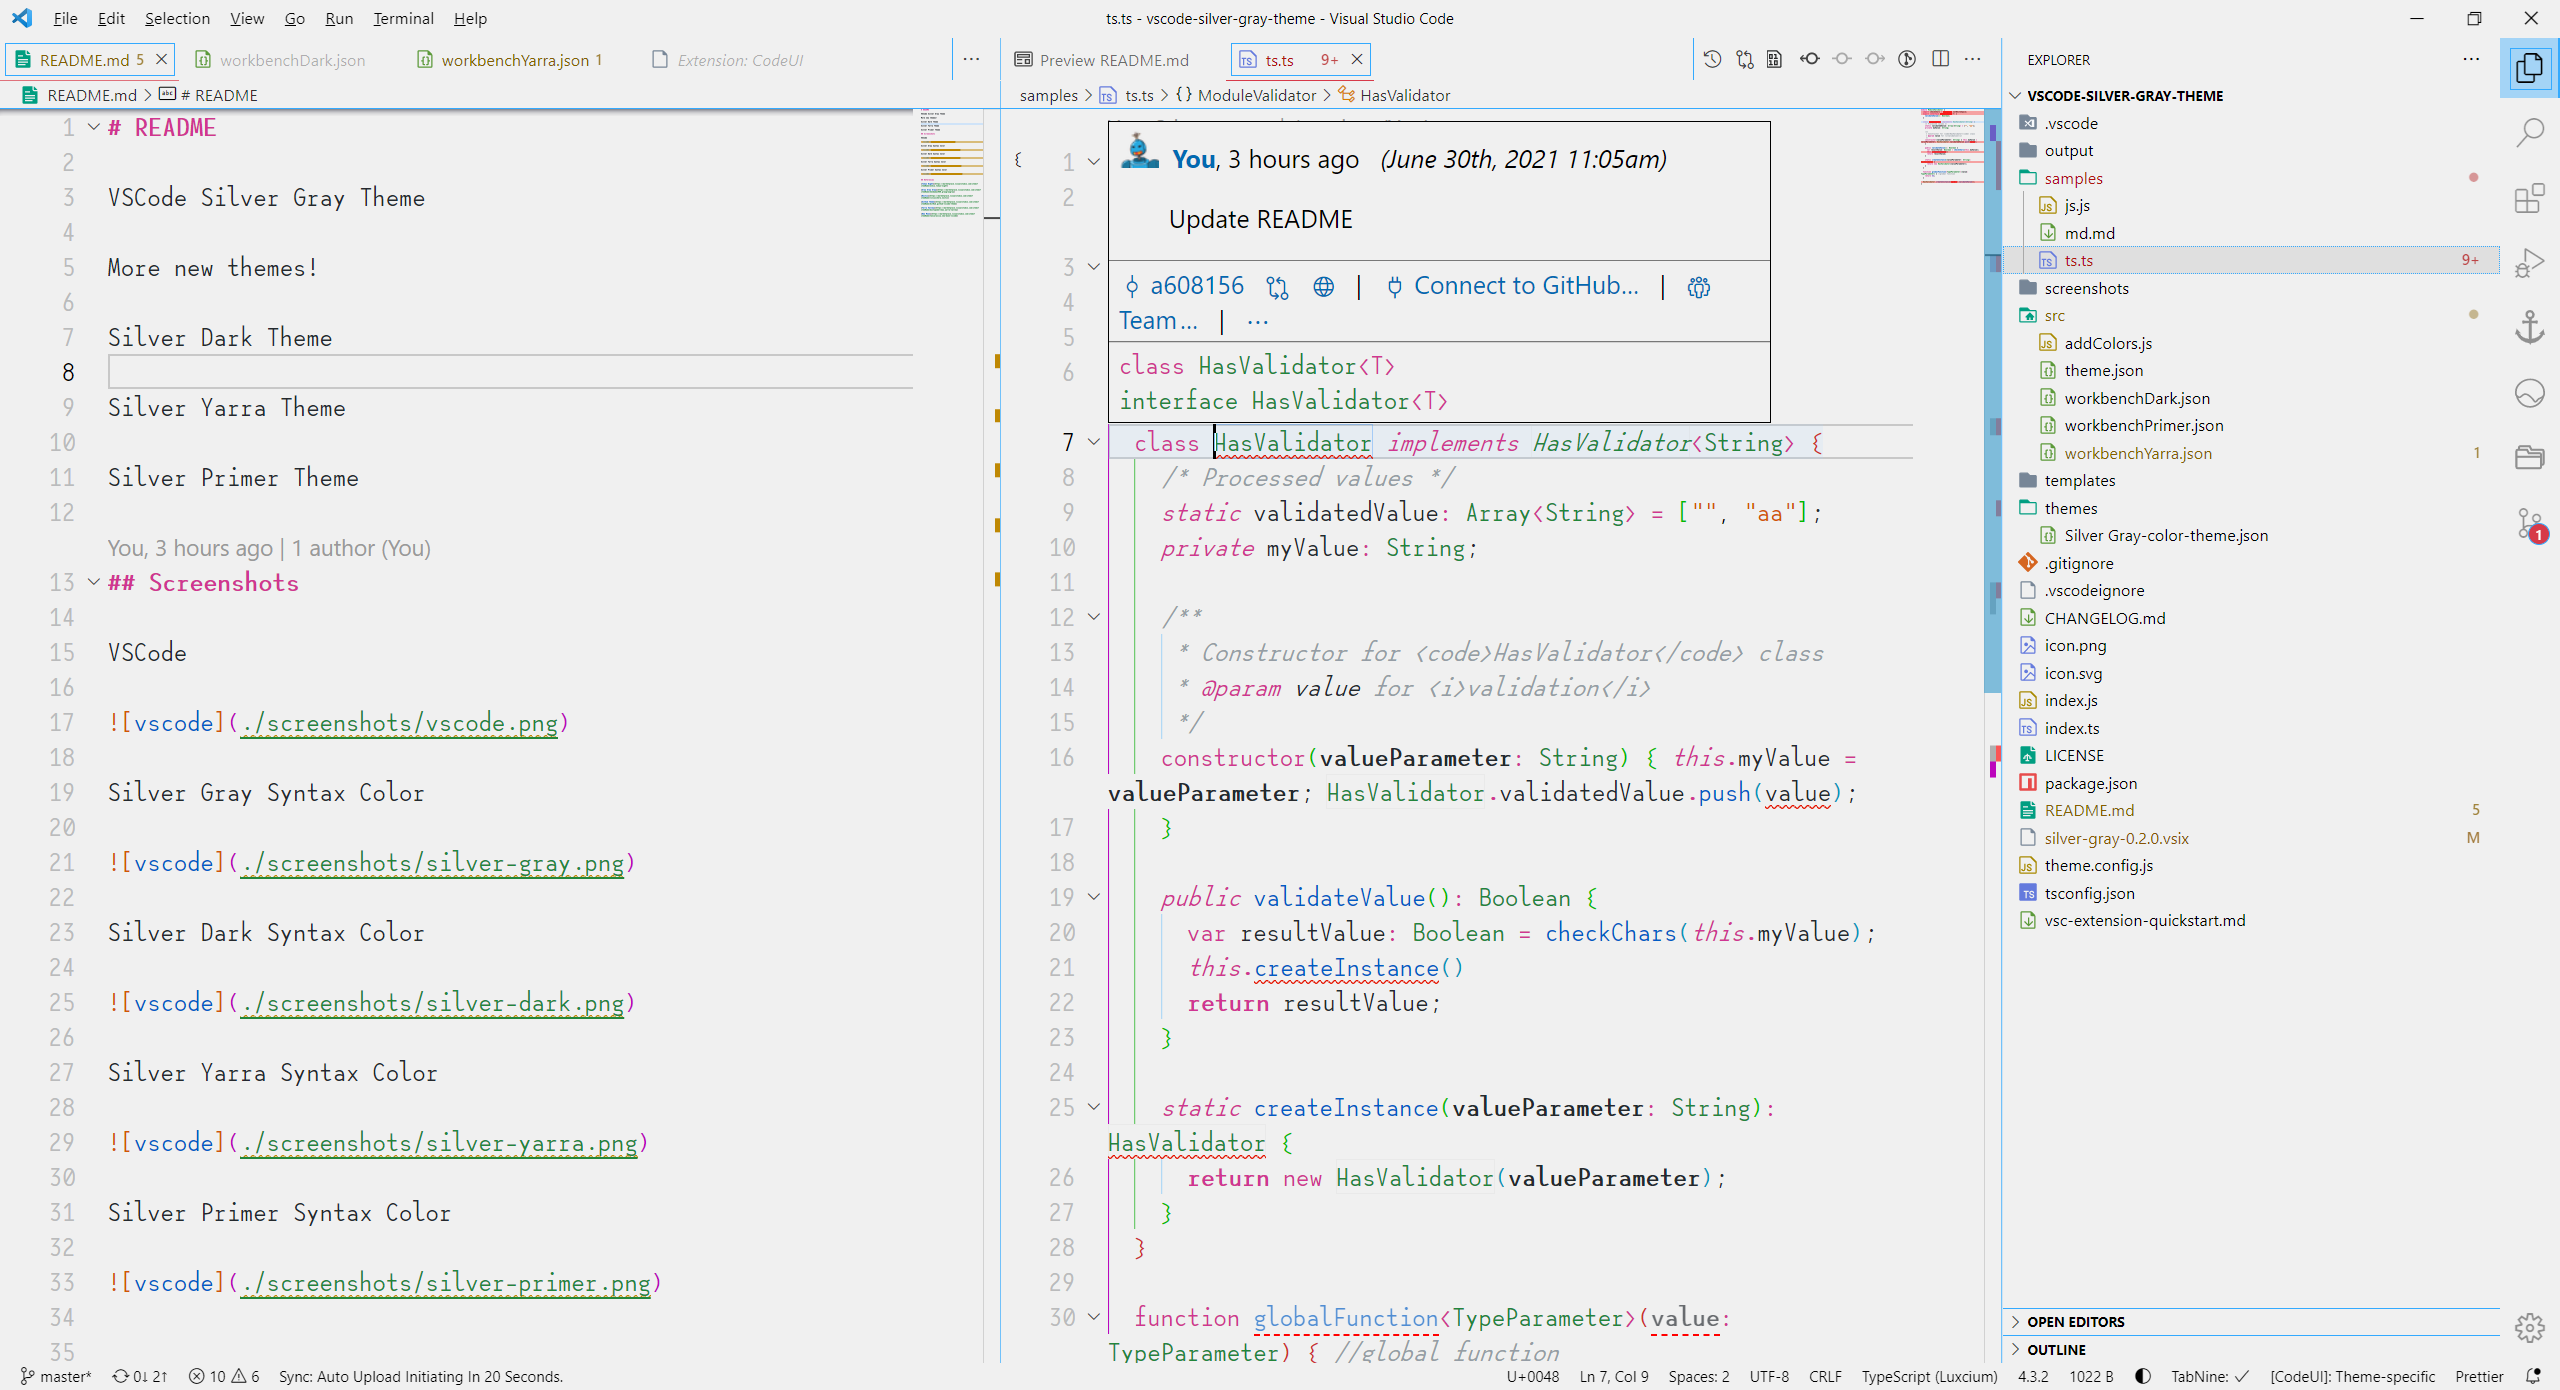 File Edit Selection View Go Run Terminal Help
ts.ts - vscode-silver-gray-theme - Visual Studio Code
README.md 5
workbenchDark.json
workbenchYarra.json 1
Extension: CodeUI
README.md > # README
1 # README
2
3 VSCode Silver Gray Theme
4
5 More new themes!
6
7 Silver Dark Theme
8
9 Silver Yarra Theme
10
11 Silver Primer Theme
12
You, 3 hours ago | 1 author (You)
13 ## Screenshots
14
15 VSCode
16
17 ![vscode](./screenshots/vscode.png)
18
19 Silver Gray Syntax Color
20
21 ![vscode](./screenshots/silver-gray.png)
22
23 Silver Dark Syntax Color
24
25 ![vscode](./screenshots/silver-dark.png)
26
27 Silver Yarra Syntax Color
28
29 ![vscode](./screenshots/silver-yarra.png)
30
31 Silver Primer Syntax Color
32
33 ![vscode](./screenshots/silver-primer.png)
34
35
Preview README.md
ts.ts 9+
samples > ts.ts > {} ModuleValidator > HasValidator
{
1
2
3
4
5
6
You, 3 hours ago (June 30th, 2021 11:05am)
Update README
a608156 | Connect to GitHub... |
Team... | ...
class HasValidator<T>
interface HasValidator<T>
7 class HasValidator implements HasValidator<String> {
8 /* Processed values */
9 static validatedValue: Array<String> = ["", "aa"];
10 private myValue: String;
11
12 /**
13 * Constructor for <code>HasValidator</code> class
14 * @param value for <i>validation</i>
15 */
16 constructor(valueParameter: String) { this.myValue =
valueParameter; HasValidator.validatedValue.push(value);
17 }
18
19 public validateValue(): Boolean {
20 var resultValue: Boolean = checkChars(this.myValue);
21 this.createInstance()
22 return resultValue;
23 }
24
25 static createInstance(valueParameter: String):
HasValidator {
26 return new HasValidator(valueParameter);
27 }
28 }
29
30 function globalFunction<TypeParameter>(value:
TypeParameter) { //global function
EXPLORER
VSCODE-SILVER-GRAY-THEME
.vscode
output
samples
js.js
md.md
ts.ts 9+
screenshots
src
addColors.js
theme.json
workbenchDark.json
workbenchPrimer.json
workbenchYarra.json 1
templates
themes
Silver Gray-color-theme.json
.gitignore
.vscodeignore
CHANGELOG.md
icon.png
icon.svg
index.js
index.ts
LICENSE
package.json
README.md 5
silver-gray-0.2.0.vsix M
theme.config.js
tsconfig.json
vsc-extension-quickstart.md
OPEN EDITORS
OUTLINE
1
master* 0↓ 2↑ 10 6 Sync: Auto Upload Initiating In 20 Seconds.
U+0048 Ln 7, Col 9 Spaces: 2 UTF-8 CRLF TypeScript (Luxcium) 4.3.2 1022 B TabNine: ✓ [CodeUI]: Theme-specific Prettier